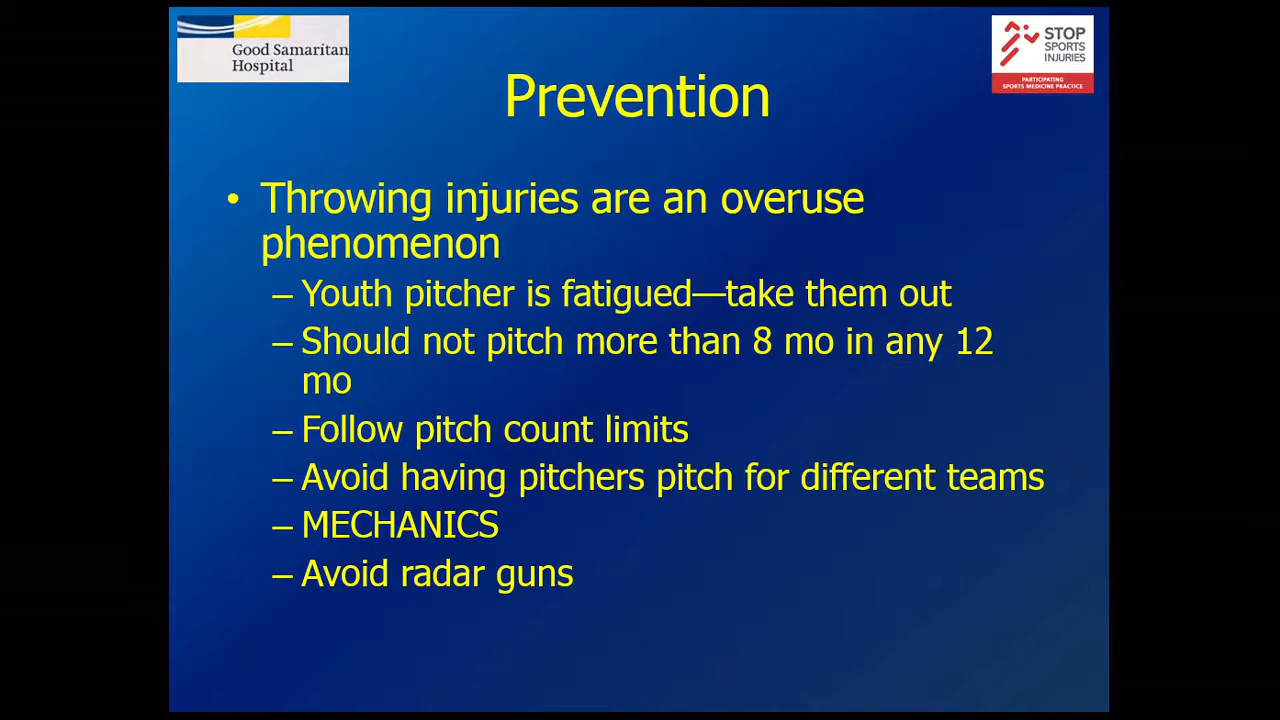 Good Samaritan
Hospital
STOP
SPORTS
INJURIES
PARTICIPATING
SPORTS MEDICINE PRACTICE
Prevention
• Throwing injuries are an overuse
phenomenon
– Youth pitcher is fatigued—take them out
– Should not pitch more than 8 mo in any 12
mo
– Follow pitch count limits
– Avoid having pitchers pitch for different teams
– MECHANICS
– Avoid radar guns